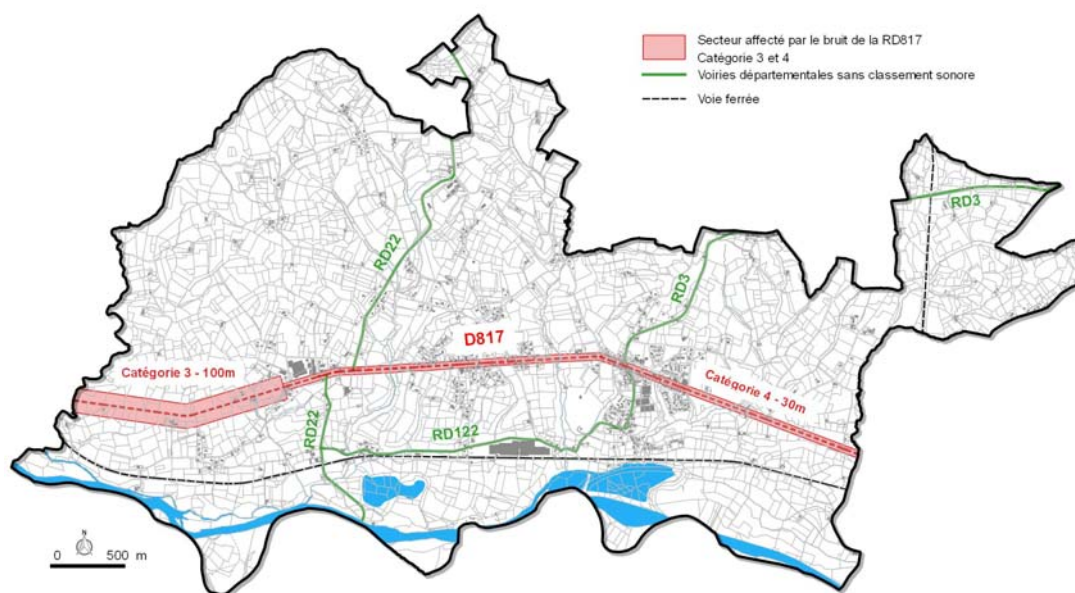 Secteur affecté par le bruit de la RD817
Catégorie 3 et 4
Voiries départementales sans classement sonore
Voie ferrée
RD3
RD22
RD3
D817
Catégorie 3 - 100m
Catégorie 4 - 30m
RD22
RD122
N
0 500 m